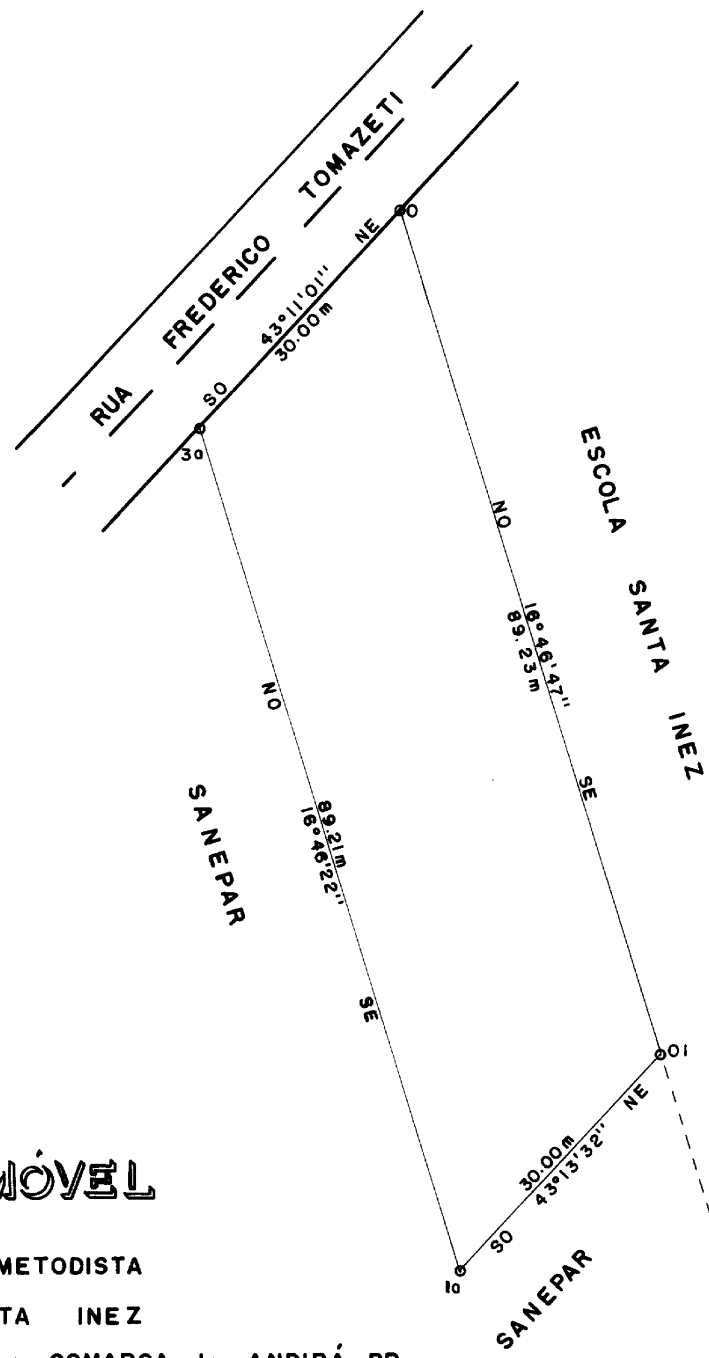 RUA FREDERICO TOMAZETI
0
NE
43°11'01"
30.00m
SO
3a
NO
16°46'47"
89.23m
SE
ESCOLA SANTA INEZ
NO
89.21m
16°46'22"
SE
SANEPAR
01
NE
30.00m
43°13'32"
SO
1a
SANEPAR
METODISTA
INEZ
COMARCA de ANDIRÁ PR